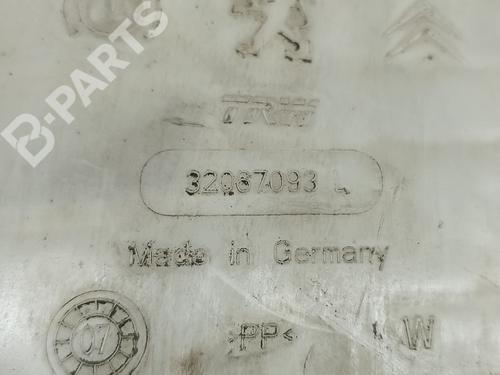 B-PARTS
TRW
32067093 L
Made in Germany
07
>PP<
W